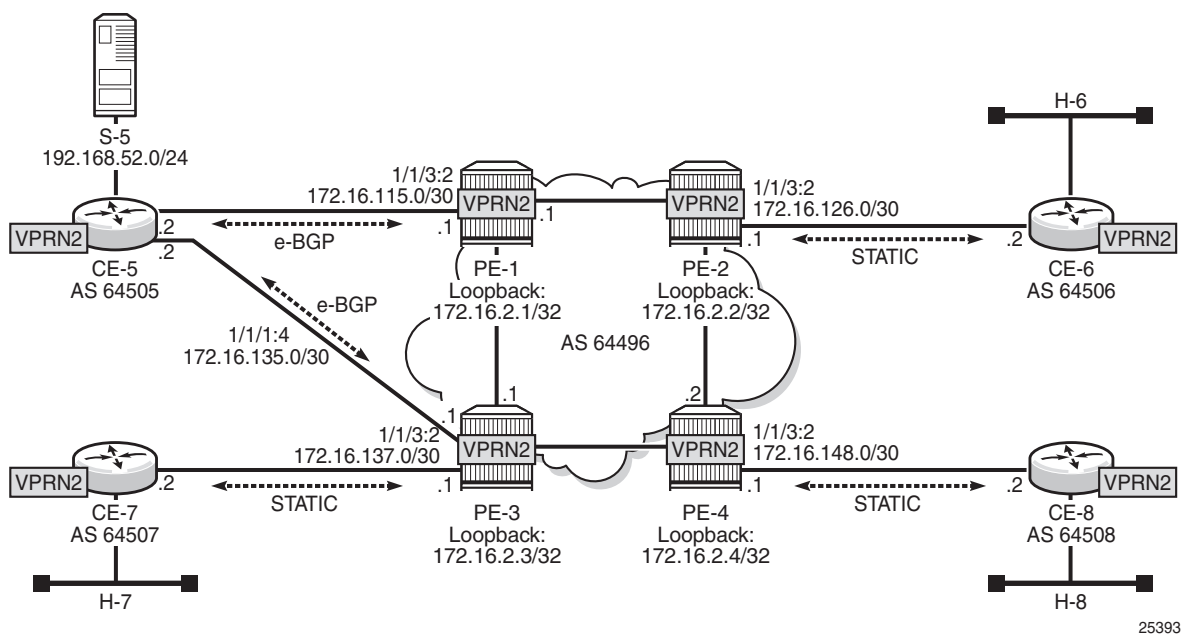 S-5
192.168.52.0/24
H-6
1/1/3:2
172.16.115.0/30
VPRN2
.1
.1
VPRN2
1/1/3:2
172.16.126.0/30
.1
VPRN2
.2
.2
e-BGP
STATIC
.2
VPRN2
CE-5
AS 64505
PE-1
Loopback:
172.16.2.1/32
PE-2
Loopback:
172.16.2.2/32
CE-6
AS 64506
e-BGP
1/1/1:4
172.16.135.0/30
AS 64496
.1
.1
.2
1/1/3:2
172.16.137.0/30
VPRN2
.1
VPRN2
1/1/3:2
172.16.148.0/30
.1
VPRN2
.2
STATIC
STATIC
.2
VPRN2
CE-7
AS 64507
PE-3
Loopback:
172.16.2.3/32
PE-4
Loopback:
172.16.2.4/32
CE-8
AS 64508
H-7
H-8
25393